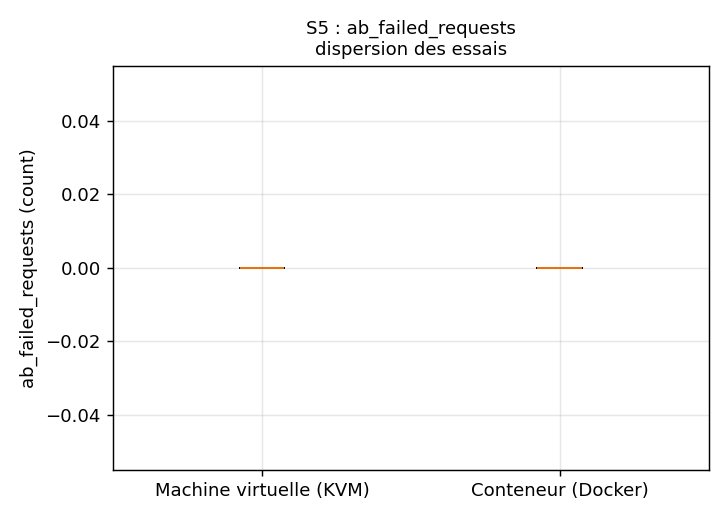 S5 : ab_failed_requests
dispersion des essais
ab_failed_requests (count)
0.04
0.02
0.00
−0.02
−0.04
Machine virtuelle (KVM)
Conteneur (Docker)